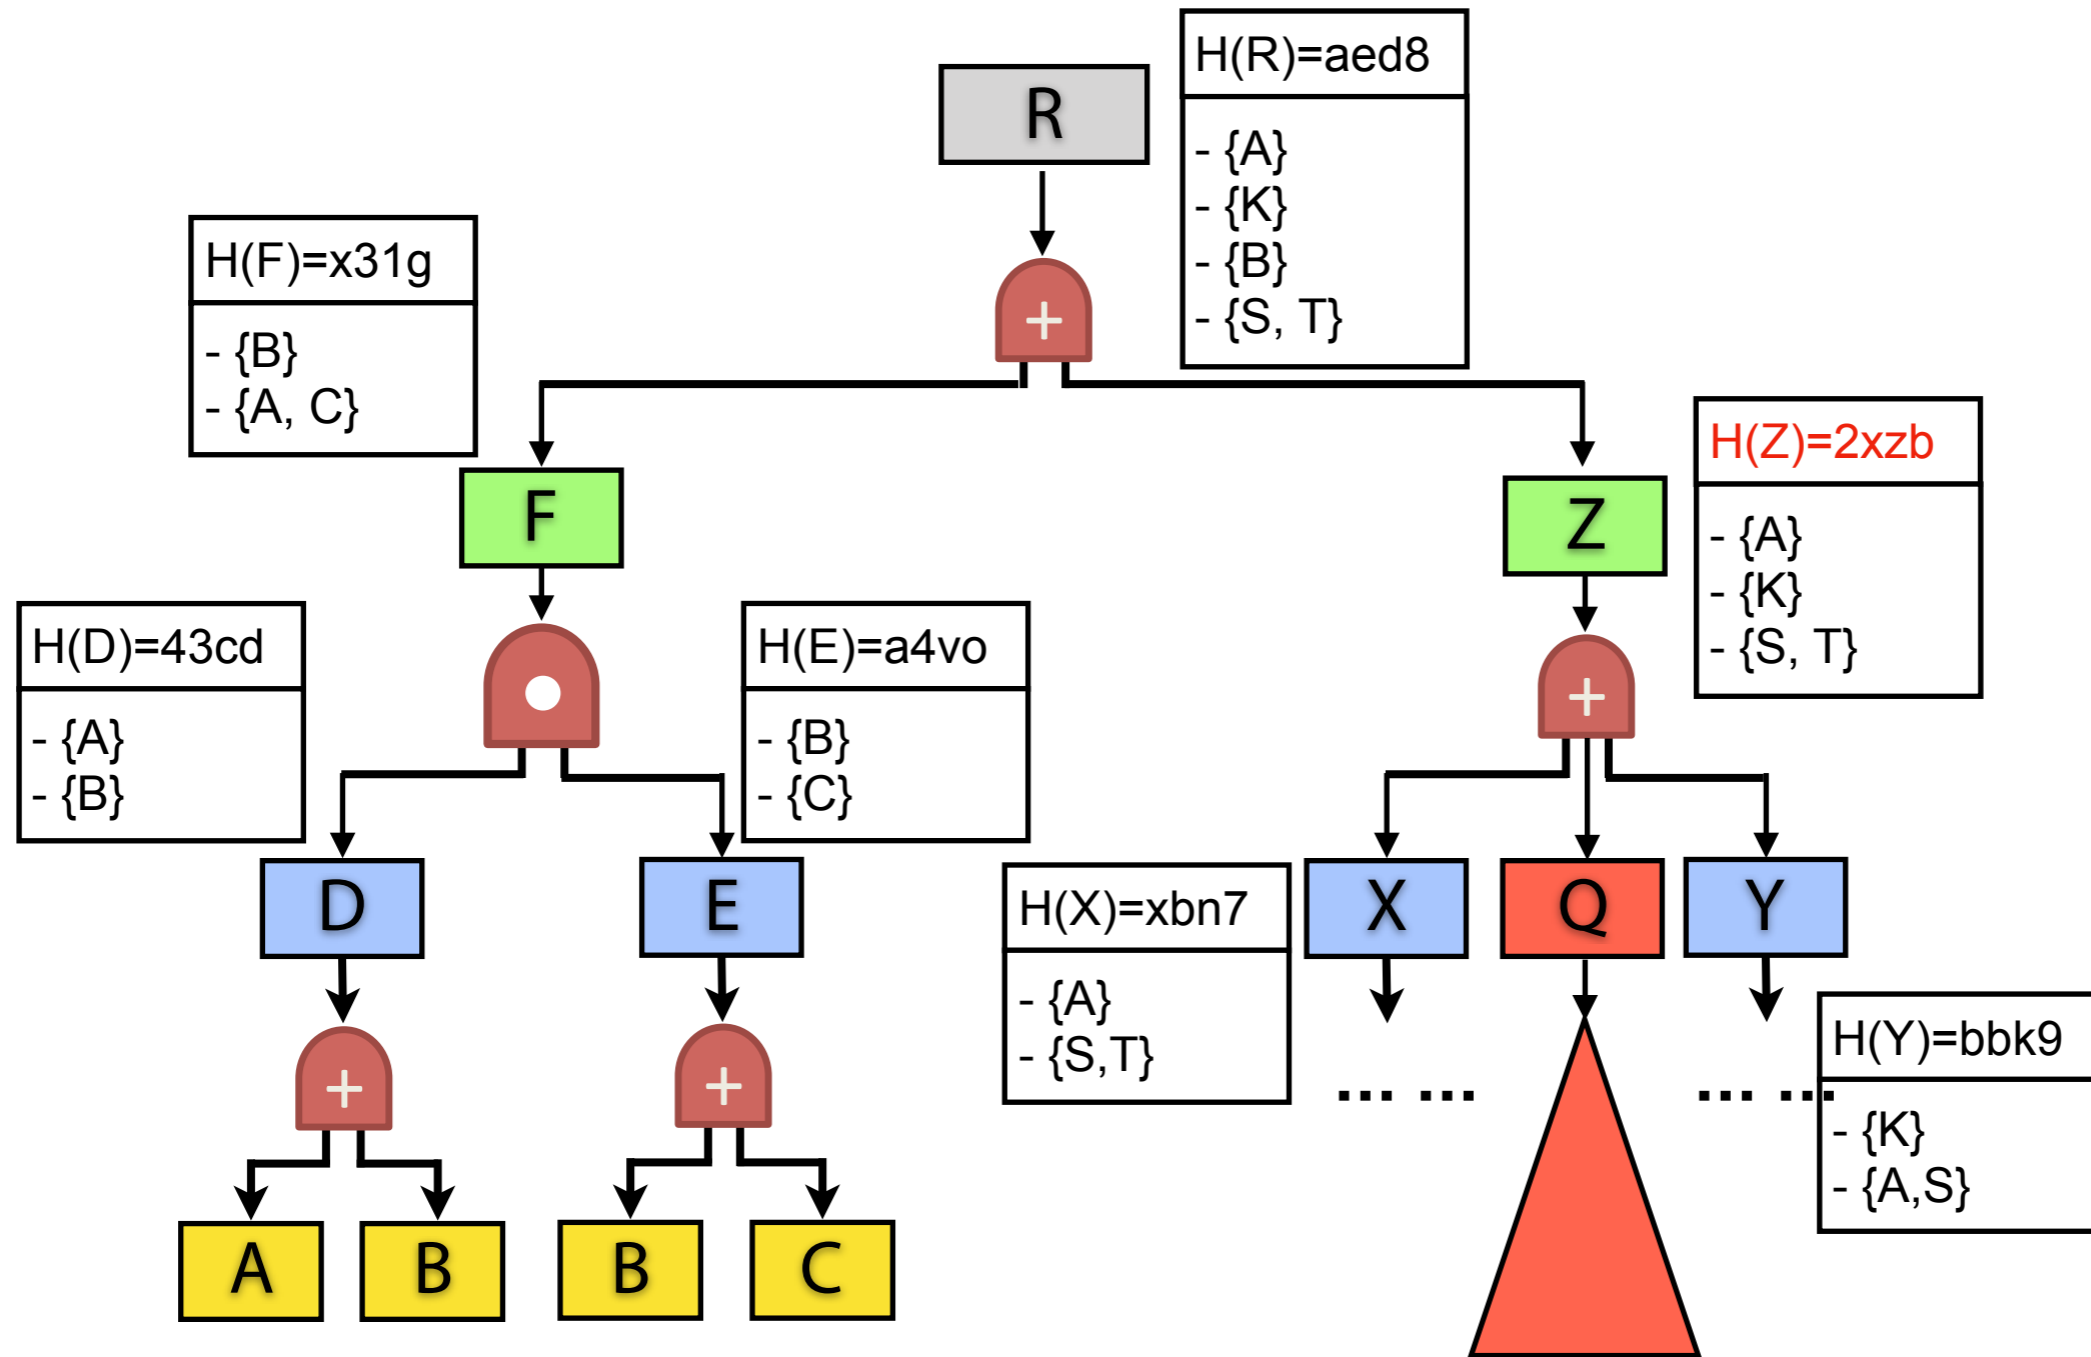 H(R)=aed8
R
- {A}
- {K}
- {B}
- {S, T}
+
H(F)=x31g
- {B}
- {A, C}
H(Z)=2xzb
- {A}
- {K}
- {S, T}
F
Z
H(D)=43cd
- {A}
- {B}
H(E)=a4vo
- {B}
- {C}
+
D
E
X
Q
Y
H(X)=xbn7
- {A}
- {S,T}
H(Y)=bbk9
- {K}
- {A,S}
+
+
... ...
... ...
A
B
B
C